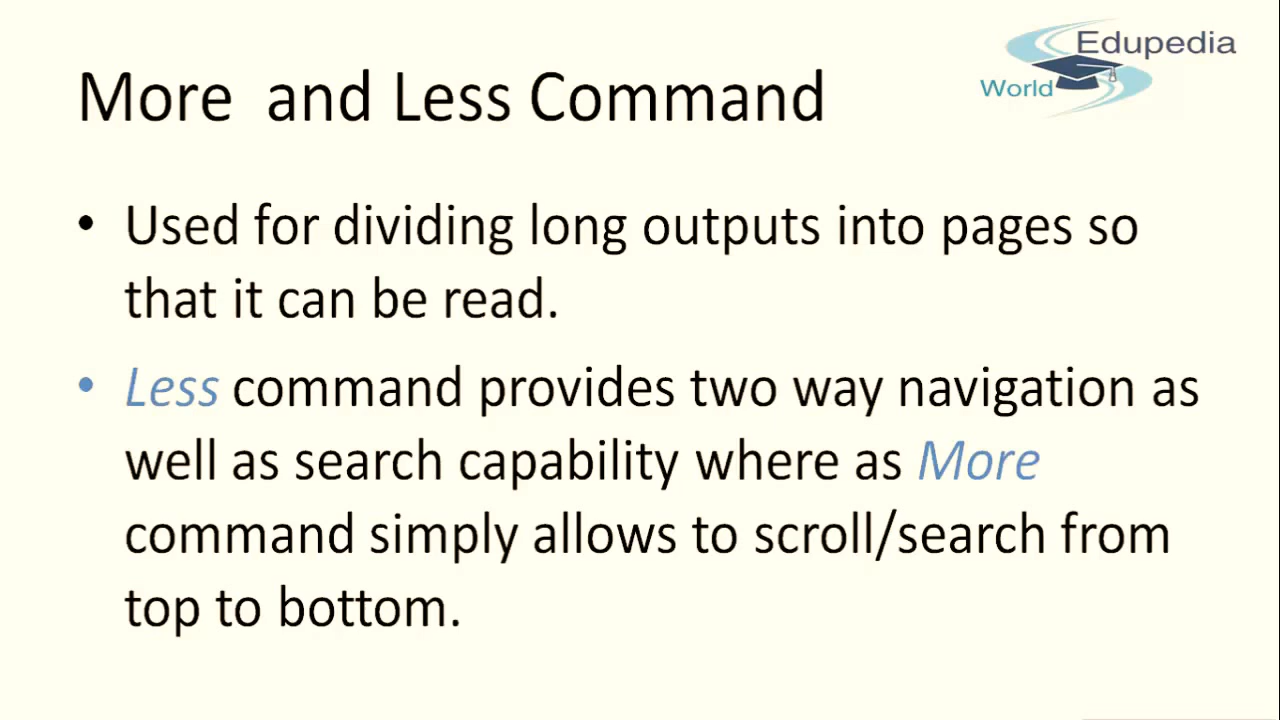 Edupedia
World
More and Less Command
• Used for dividing long outputs into pages so
that it can be read.
• Less command provides two way navigation as
well as search capability where as More
command simply allows to scroll/search from
top to bottom.